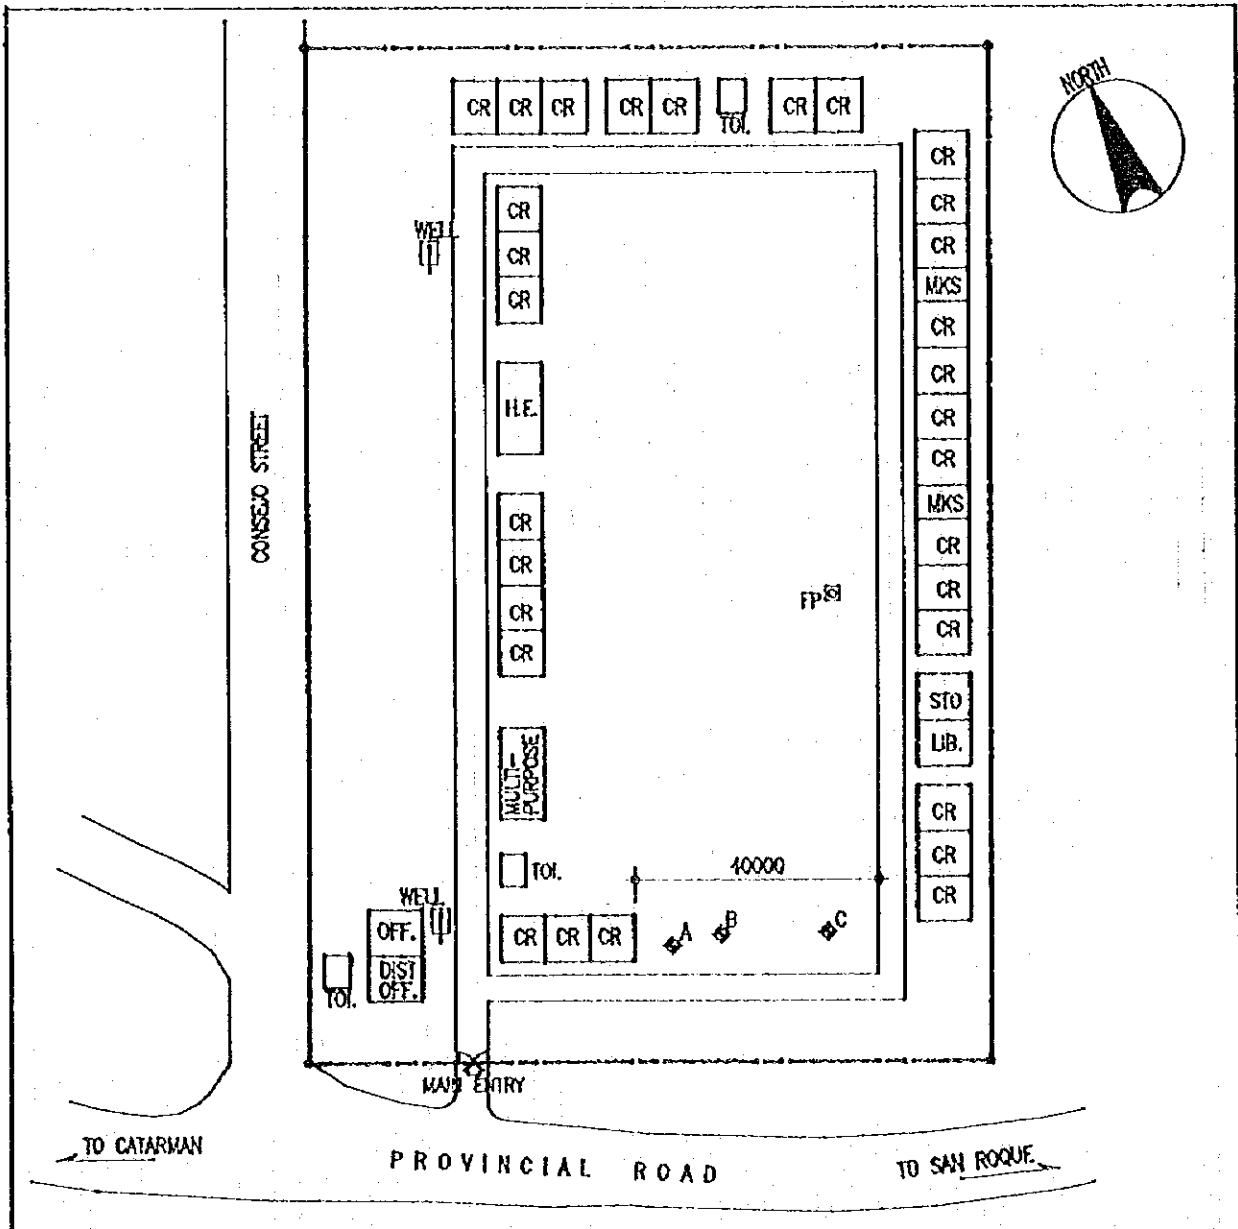 NORTH
CR CR CR CR CR TOI. CR CR
CR
CR
CR
MKS
CR
CR
CR
CR
MKS
CR
CR
CR
STO
LIB.
CR
CR
CR
WELL
CR
CR
CR
H.E.
CONSEJO STREET
CR
CR
CR
CR
FP
MULTI-
PURPOSE
TOI.
40000
WELL
OFF.
DIST
OFF.
TOI.
CR CR CR A B C
MAIN ENTRY
TO CATARMAN
PROVINCIAL ROAD
TO SAN ROQUE